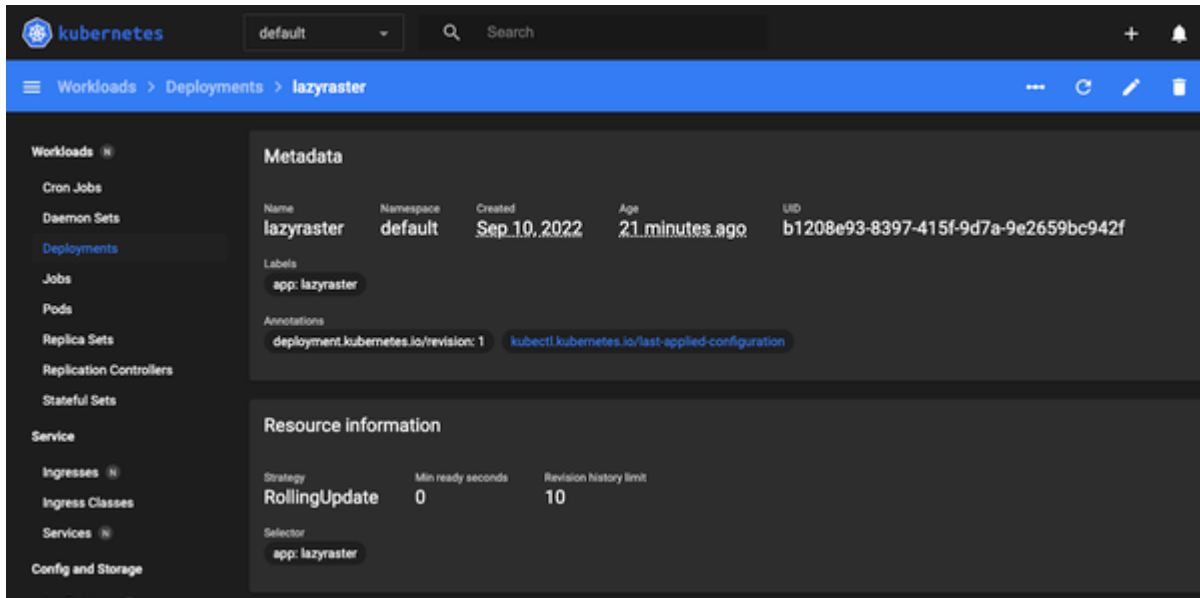 kubernetes
default
Search
Workloads > Deployments > lazyraster
Workloads N
Cron Jobs
Daemon Sets
Deployments
Jobs
Pods
Replica Sets
Replication Controllers
Stateful Sets
Service
Ingresses N
Ingress Classes
Services N
Config and Storage
Metadata
Name Namespace Created Age UID
lazyraster default Sep 10, 2022 21 minutes ago b1208e93-8397-415f-9d7a-9e2659bc942f
Labels
app: lazyraster
Annotations
deployment.kubernetes.io/revision: 1 kubectl.kubernetes.io/last-applied-configuration
Resource information
Strategy Min ready seconds Revision history limit
RollingUpdate 0 10
Selector
app: lazyraster